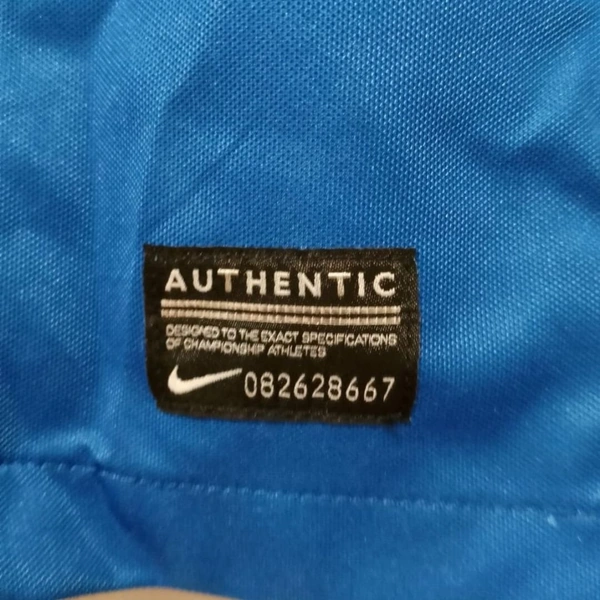 AUTHENTIC
DESIGNED TO THE EXACT SPECIFICATIONS
OF CHAMPIONSHIP ATHLETES
082628667